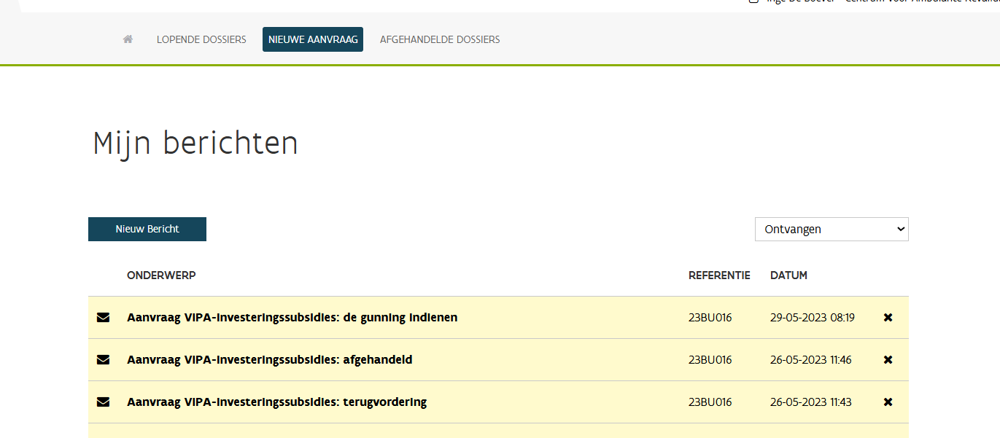 Inge De Boever - Centrum voor Ambulante
LOPENDE DOSSIERS NIEUWE AANVRAAG AFGEHANDELDE DOSSIERS
Mijn berichten
Nieuw Bericht Ontvangen
ONDERWERP REFERENTIE DATUM
Aanvraag VIPA-investeringssubsidies: de gunning indienen 23BU016 29-05-2023 08:19
Aanvraag VIPA-investeringssubsidies: afgehandeld 23BU016 26-05-2023 11:46
Aanvraag VIPA-investeringssubsidies: terugvordering 23BU016 26-05-2023 11:43